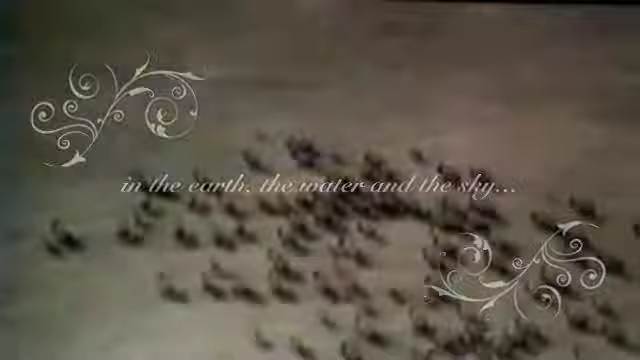 in the earth, the water and the sky...